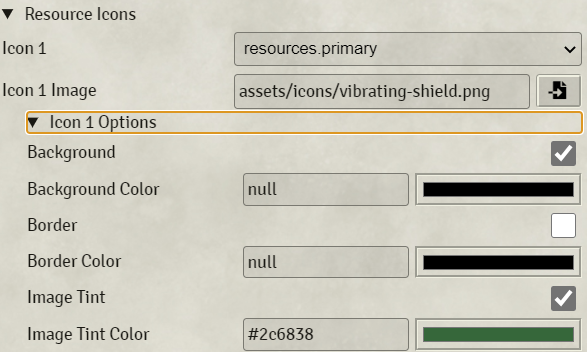 Resource Icons
Icon 1 resources.primary
Icon 1 Image assets/icons/vibrating-shield.png
Icon 1 Options
Background
Background Color null
Border
Border Color null
Image Tint
Image Tint Color #2c6838